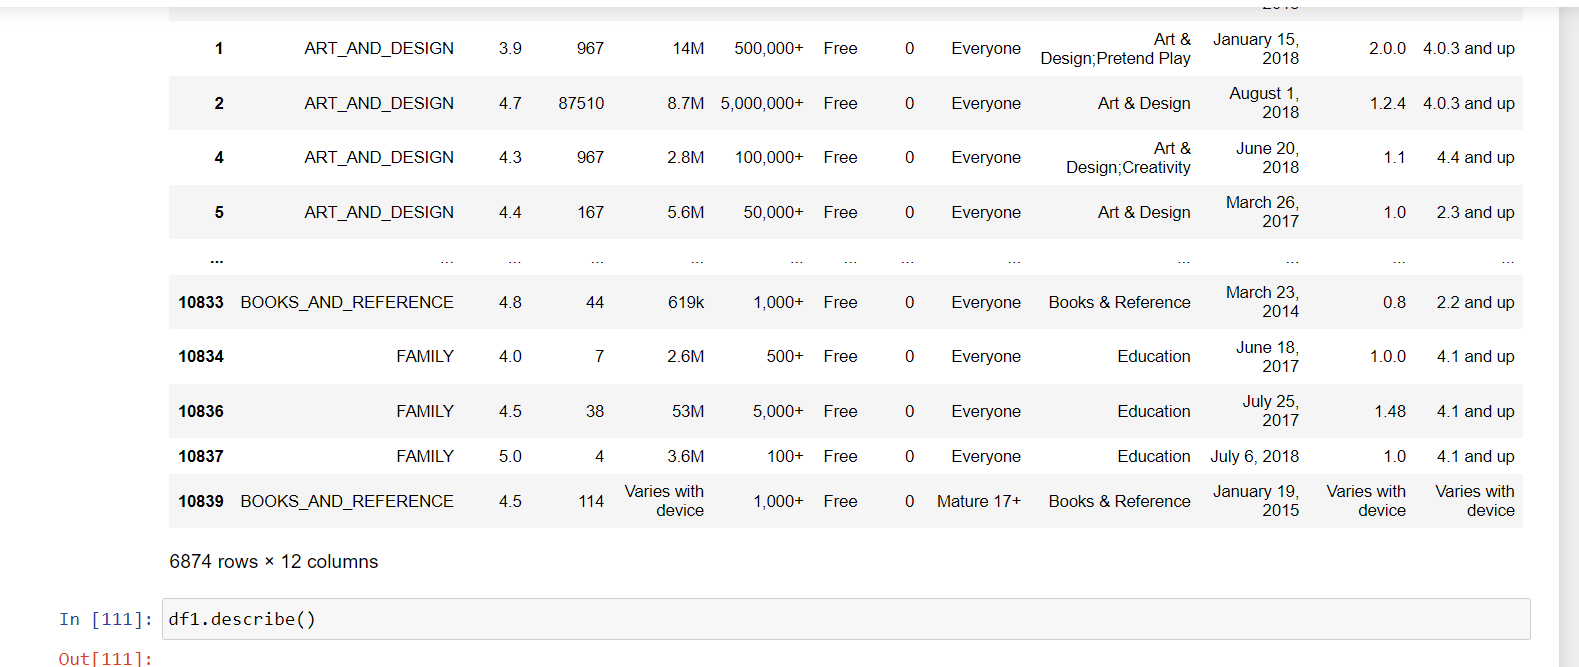 1 ART_AND_DESIGN 3.9 967 14M 500,000+ Free 0 Everyone Art & Design;Pretend Play January 15, 2018 2.0.0 4.0.3 and up
2 ART_AND_DESIGN 4.7 87510 8.7M 5,000,000+ Free 0 Everyone Art & Design August 1, 2018 1.2.4 4.0.3 and up
4 ART_AND_DESIGN 4.3 967 2.8M 100,000+ Free 0 Everyone Art & Design;Creativity June 20, 2018 1.1 4.4 and up
5 ART_AND_DESIGN 4.4 167 5.6M 50,000+ Free 0 Everyone Art & Design March 26, 2017 1.0 2.3 and up
... ... ... ... ... ... ... ... ... ... ... ... ...
10833 BOOKS_AND_REFERENCE 4.8 44 619k 1,000+ Free 0 Everyone Books & Reference March 23, 2014 0.8 2.2 and up
10834 FAMILY 4.0 7 2.6M 500+ Free 0 Everyone Education June 18, 2017 1.0.0 4.1 and up
10836 FAMILY 4.5 38 53M 5,000+ Free 0 Everyone Education July 25, 2017 1.48 4.1 and up
10837 FAMILY 5.0 4 3.6M 100+ Free 0 Everyone Education July 6, 2018 1.0 4.1 and up
10839 BOOKS_AND_REFERENCE 4.5 114 Varies with device 1,000+ Free 0 Mature 17+ Books & Reference January 19, 2015 Varies with device Varies with device
6874 rows × 12 columns
In [111]: df1.describe()
Out[111]: